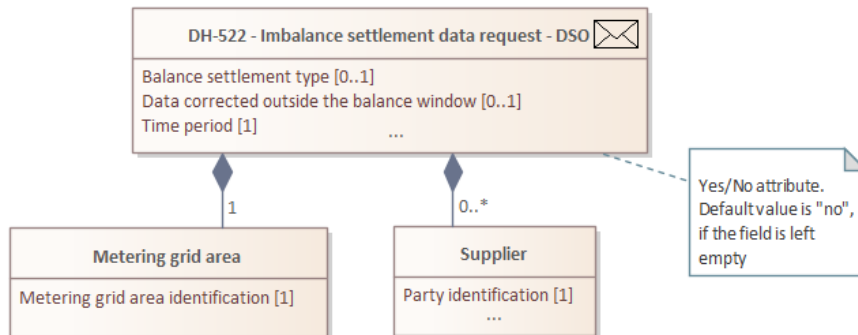 DH-522 - Imbalance settlement data request - DSO
Balance settlement type [0..1]
Data corrected outside the balance window [0..1]
Time period [1]
...
Yes/No attribute.
Default value is "no",
if the field is left
empty
1
0..*
Metering grid area
Metering grid area identification [1]
Supplier
Party identification [1]
...